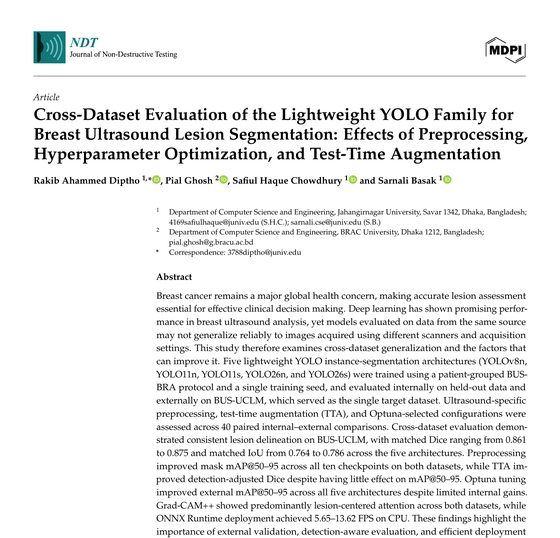 NDT
Journal of Non-Destructive Testing
MDPI
Article
Cross-Dataset Evaluation of the Lightweight YOLO Family for
Breast Ultrasound Lesion Segmentation: Effects of Preprocessing,
Hyperparameter Optimization, and Test-Time Augmentation
Rakib Ahammed Diptho 1,*, Pial Ghosh 2, Safiul Haque Chowdhury 1 and Sarnali Basak 1
1 Department of Computer Science and Engineering, Jahangirnagar University, Savar 1342, Dhaka, Bangladesh;
4169safiulhaque@juniv.edu (S.H.C.); sarnali.cse@juniv.edu (S.B.)
2 Department of Computer Science and Engineering, BRAC University, Dhaka 1212, Bangladesh;
pial.ghosh@g.bracu.ac.bd
* Correspondence: 3788diptho@juniv.edu
Abstract
Breast cancer remains a major global health concern, making accurate lesion assessment
essential for effective clinical decision making. Deep learning has shown promising perfor-
mance in breast ultrasound analysis, yet models evaluated on data from the same source
may not generalize reliably to images acquired using different scanners and acquisition
settings. This study therefore examines cross-dataset generalization and the factors that
can improve it. Five lightweight YOLO instance-segmentation architectures (YOLOv8n,
YOLO11n, YOLO11s, YOLO26n, and YOLO26s) were trained using a patient-grouped BUS-
BRA protocol and a single training seed, and evaluated internally on held-out data and
externally on BUS-UCLM, which served as the single target dataset. Ultrasound-specific
preprocessing, test-time augmentation (TTA), and Optuna-selected configurations were
assessed across 40 paired internal–external comparisons. Cross-dataset evaluation demon-
strated consistent lesion delineation on BUS-UCLM, with matched Dice ranging from 0.861
to 0.875 and matched IoU from 0.764 to 0.786 across the five architectures. Preprocessing
improved mask mAP@50–95 across all ten checkpoints on both datasets, while TTA im-
proved detection-adjusted Dice despite having little effect on mAP@50–95. Optuna tuning
improved external mAP@50–95 across all five architectures despite limited internal gains.
Grad-CAM++ showed predominantly lesion-centered attention across both datasets, while
ONNX Runtime deployment achieved 5.65–13.62 FPS on CPU. These findings highlight the
importance of external validation, detection-aware evaluation, and efficient deployment